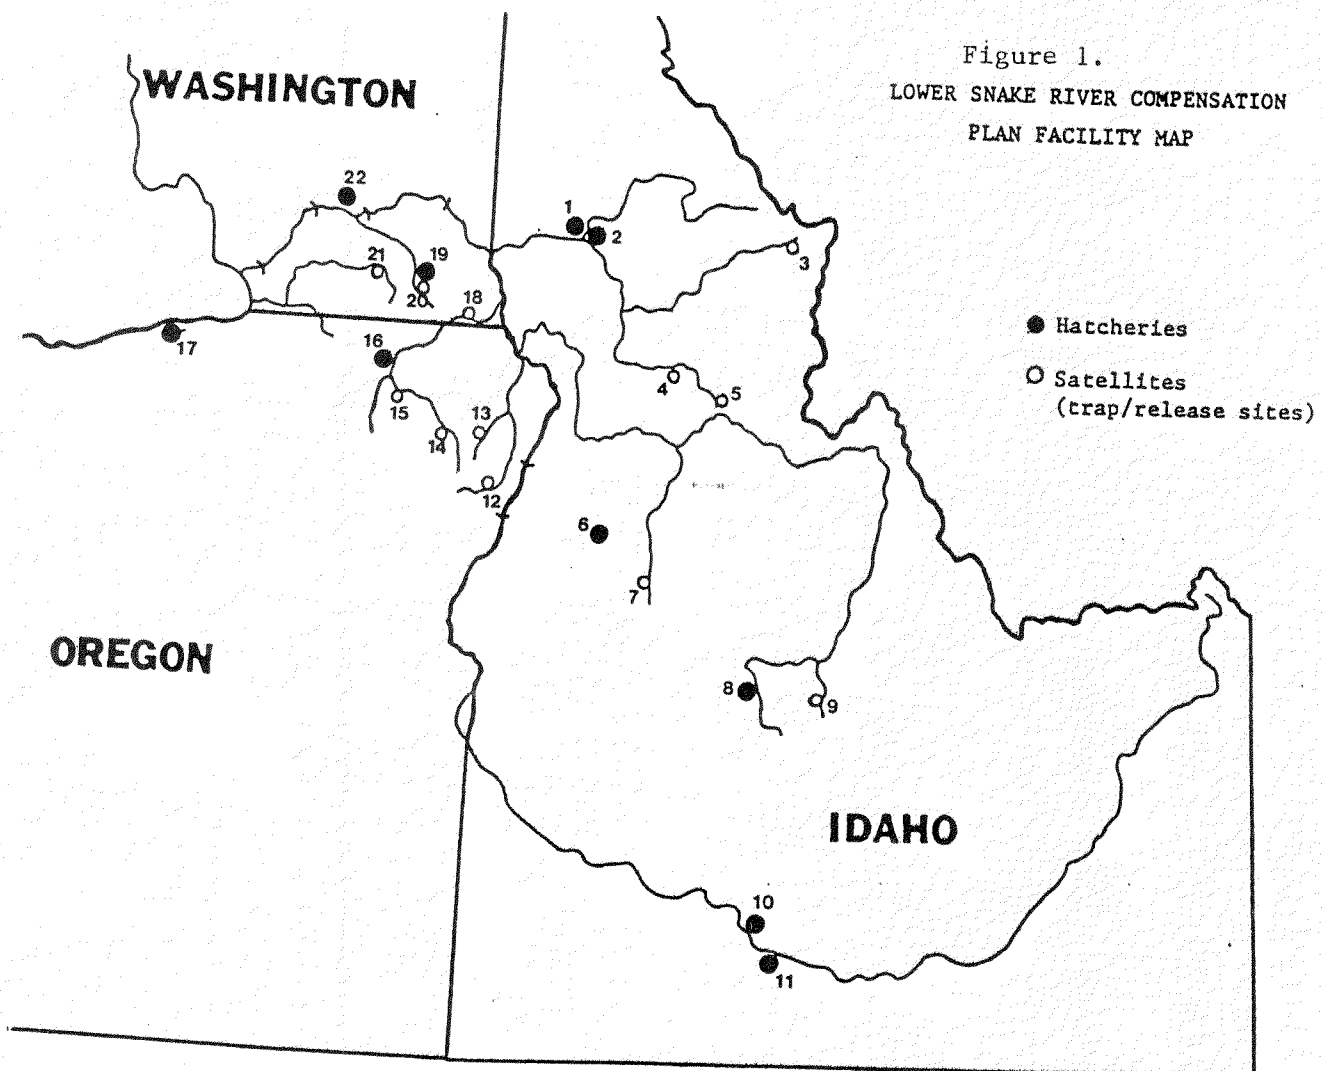 Figure 1.
LOWER SNAKE RIVER COMPENSATION
PLAN FACILITY MAP
WASHINGTON
22
1
2
3
21
19
20
18
17
16
Hatcheries
Satellites
(trap/release sites)
4
5
15
13
14
12
6
7
OREGON
8
9
IDAHO
10
11